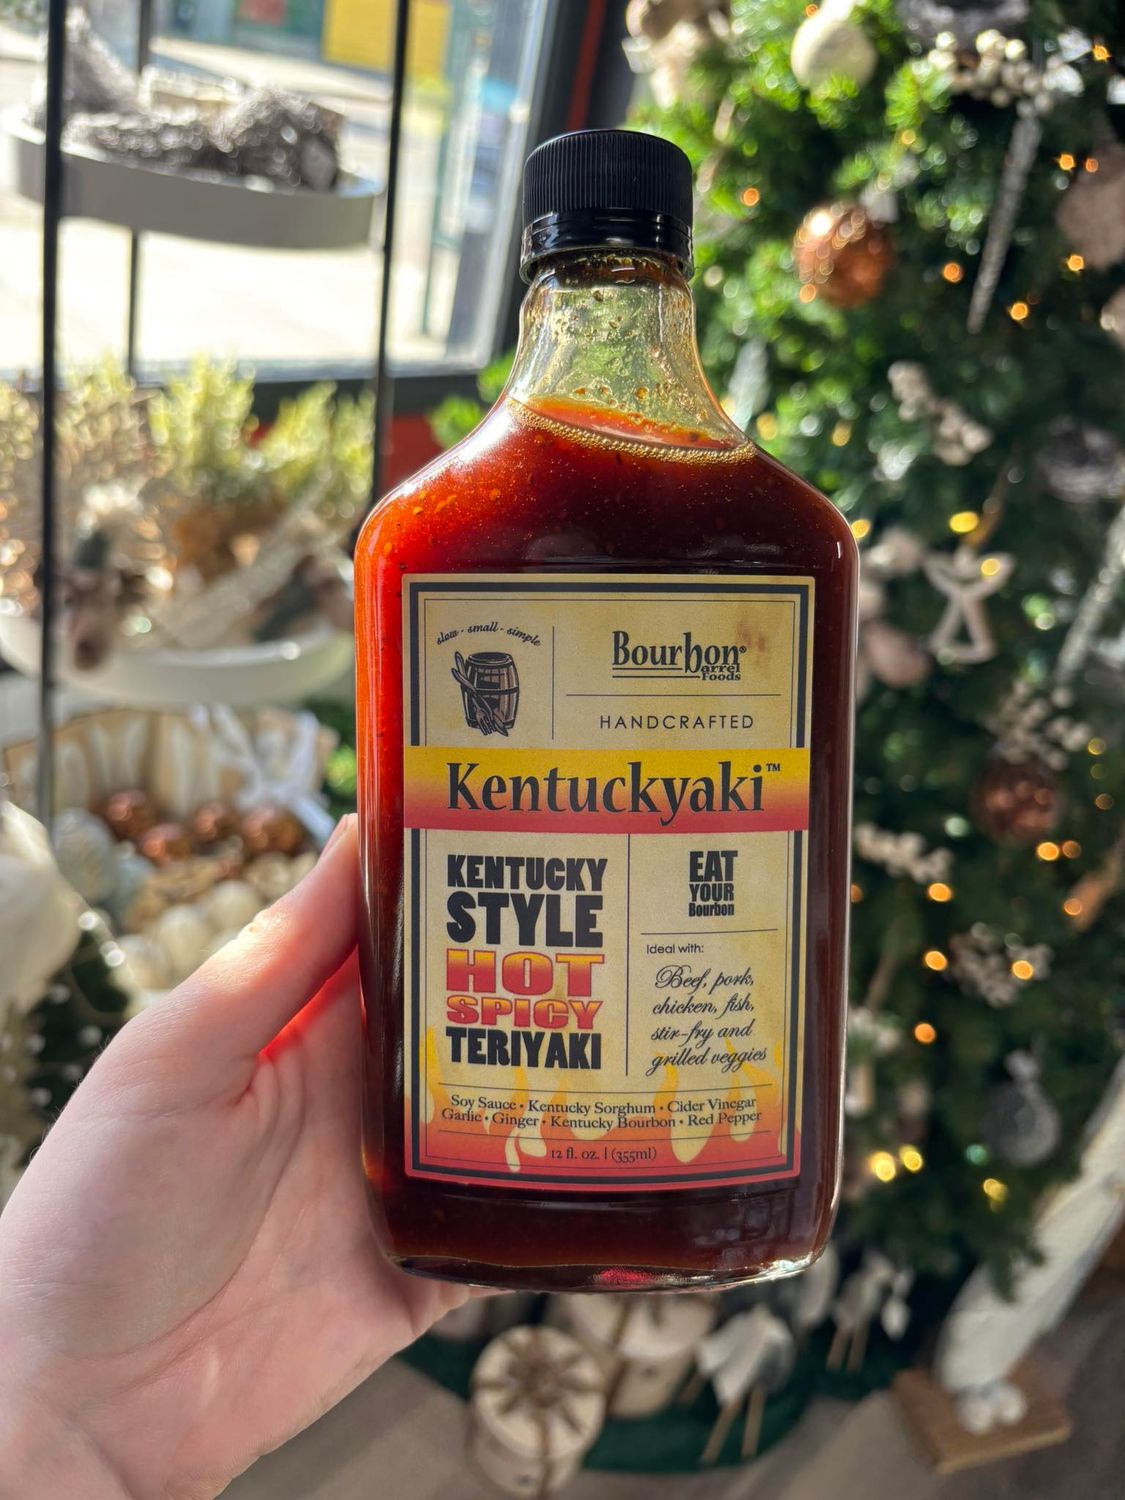 slow - small - simple
Bourbon®
Barrel
Foods
HANDCRAFTED
Kentuckyaki™
KENTUCKY
STYLE
HOT
SPICY
TERIYAKI
EAT
YOUR
Bourbon
Ideal with:
Beef, pork,
chicken, fish,
stir-fry and
grilled veggies
Soy Sauce • Kentucky Sorghum • Cider Vinegar
Garlic • Ginger • Kentucky Bourbon • Red Pepper
12 fl. oz. | (355ml)